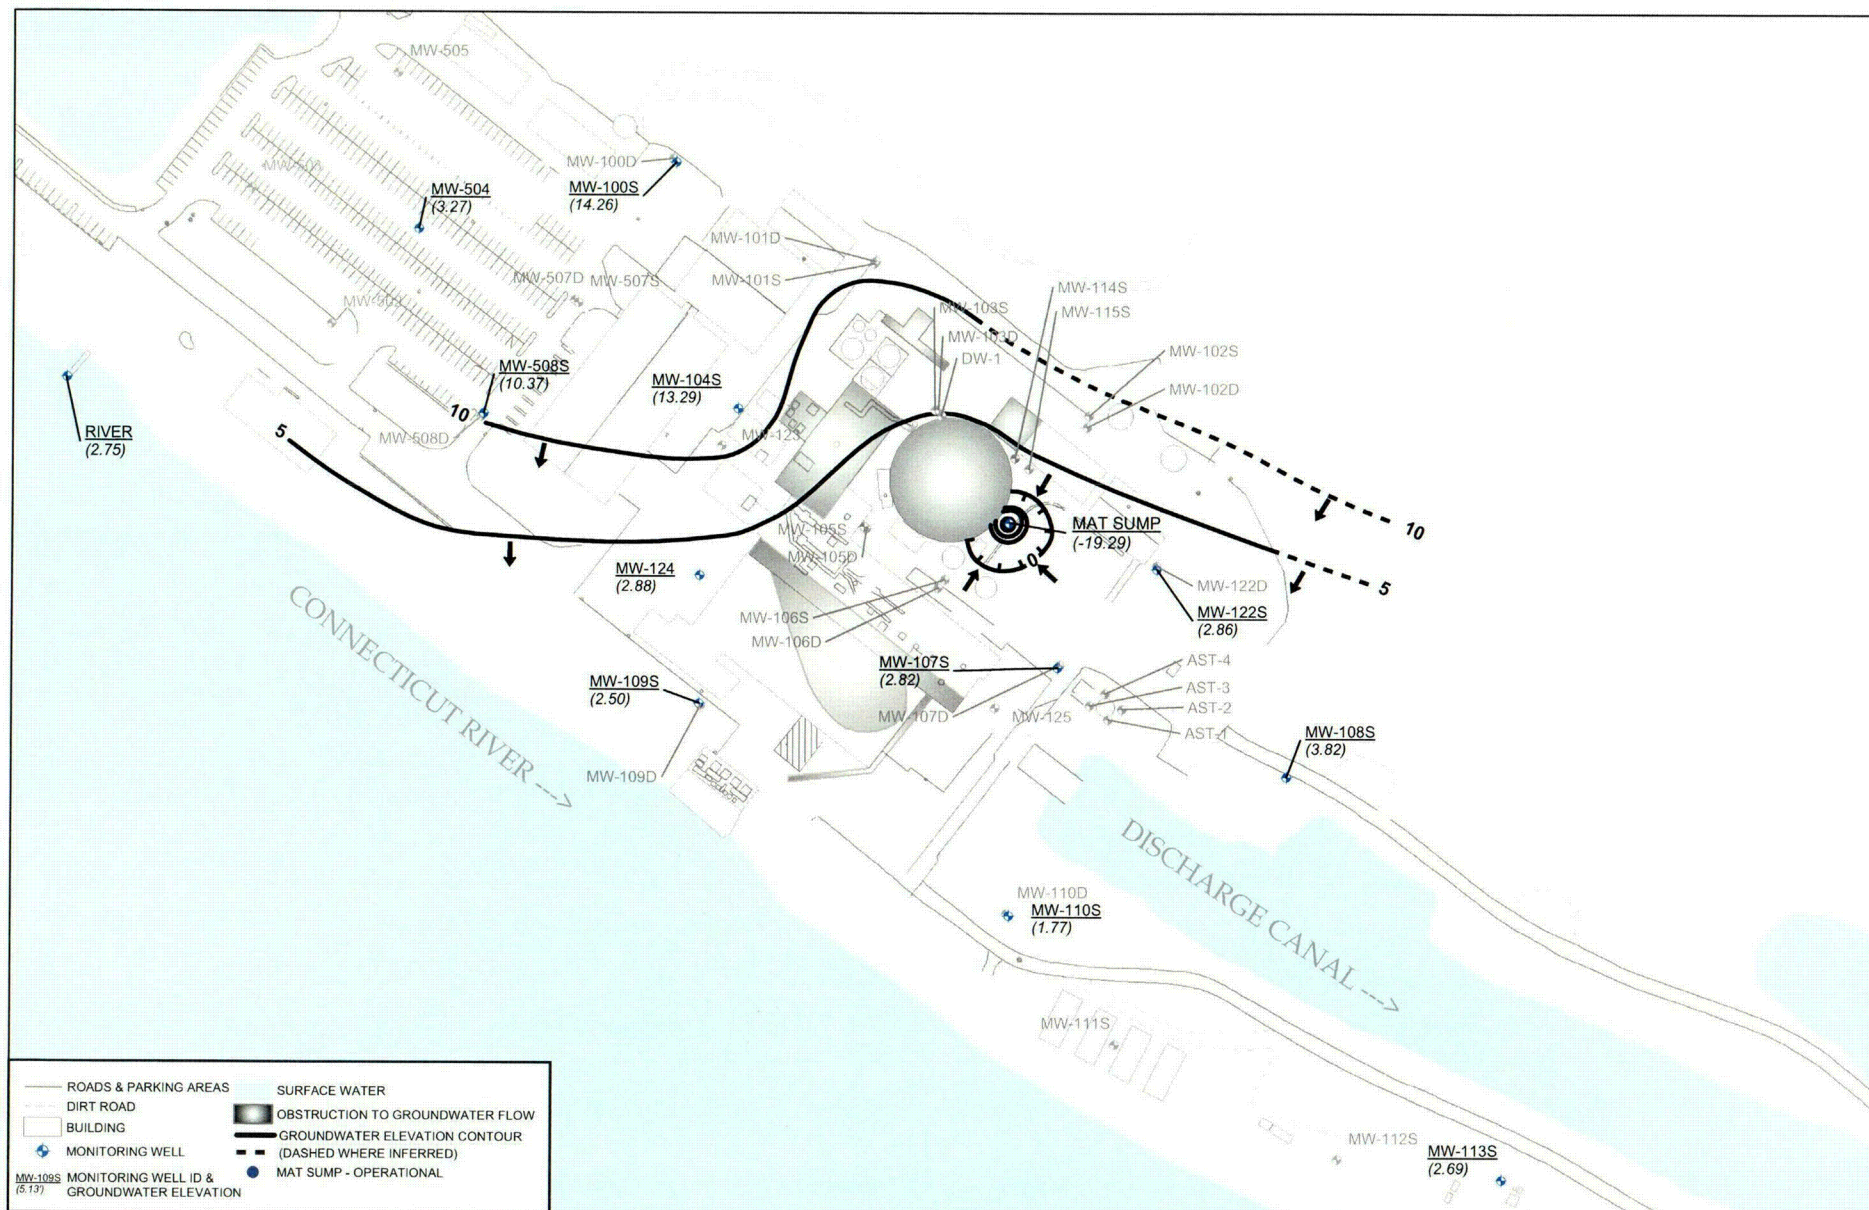 MW-505
MW-100D
MW-100S
(14.26)
MW-504
(3.27)
MW-101D
MW-101S
MW-507D
MW-507S
MW-114S
MW-115S
MW-103S
MW-103D
DW-1
MW-102S
MW-102D
MW-508S
(10.37)
MW-104S
(13.29)
RIVER
(2.75)
10
5
MW-508D
MW-123
MW-105S
MW-105D
MAT SUMP
(-19.29)
0
10
5
MW-124
(2.88)
MW-122D
MW-122S
(2.86)
MW-106S
MW-106D
MW-107S
(2.82)
MW-107D
MW-125
AST-4
AST-3
AST-2
AST-1
MW-109S
(2.50)
MW-109D
MW-108S
(3.82)
CONNECTICUT RIVER --->
DISCHARGE CANAL --->
MW-110D
MW-110S
(1.77)
MW-111S
MW-112S
MW-113S
(2.69)
ROADS & PARKING AREAS
DIRT ROAD
BUILDING
MONITORING WELL
MW-109S
(5.13')
MONITORING WELL ID &
GROUNDWATER ELEVATION
SURFACE WATER
OBSTRUCTION TO GROUNDWATER FLOW
GROUNDWATER ELEVATION CONTOUR
(DASHED WHERE INFERRED)
MAT SUMP - OPERATIONAL